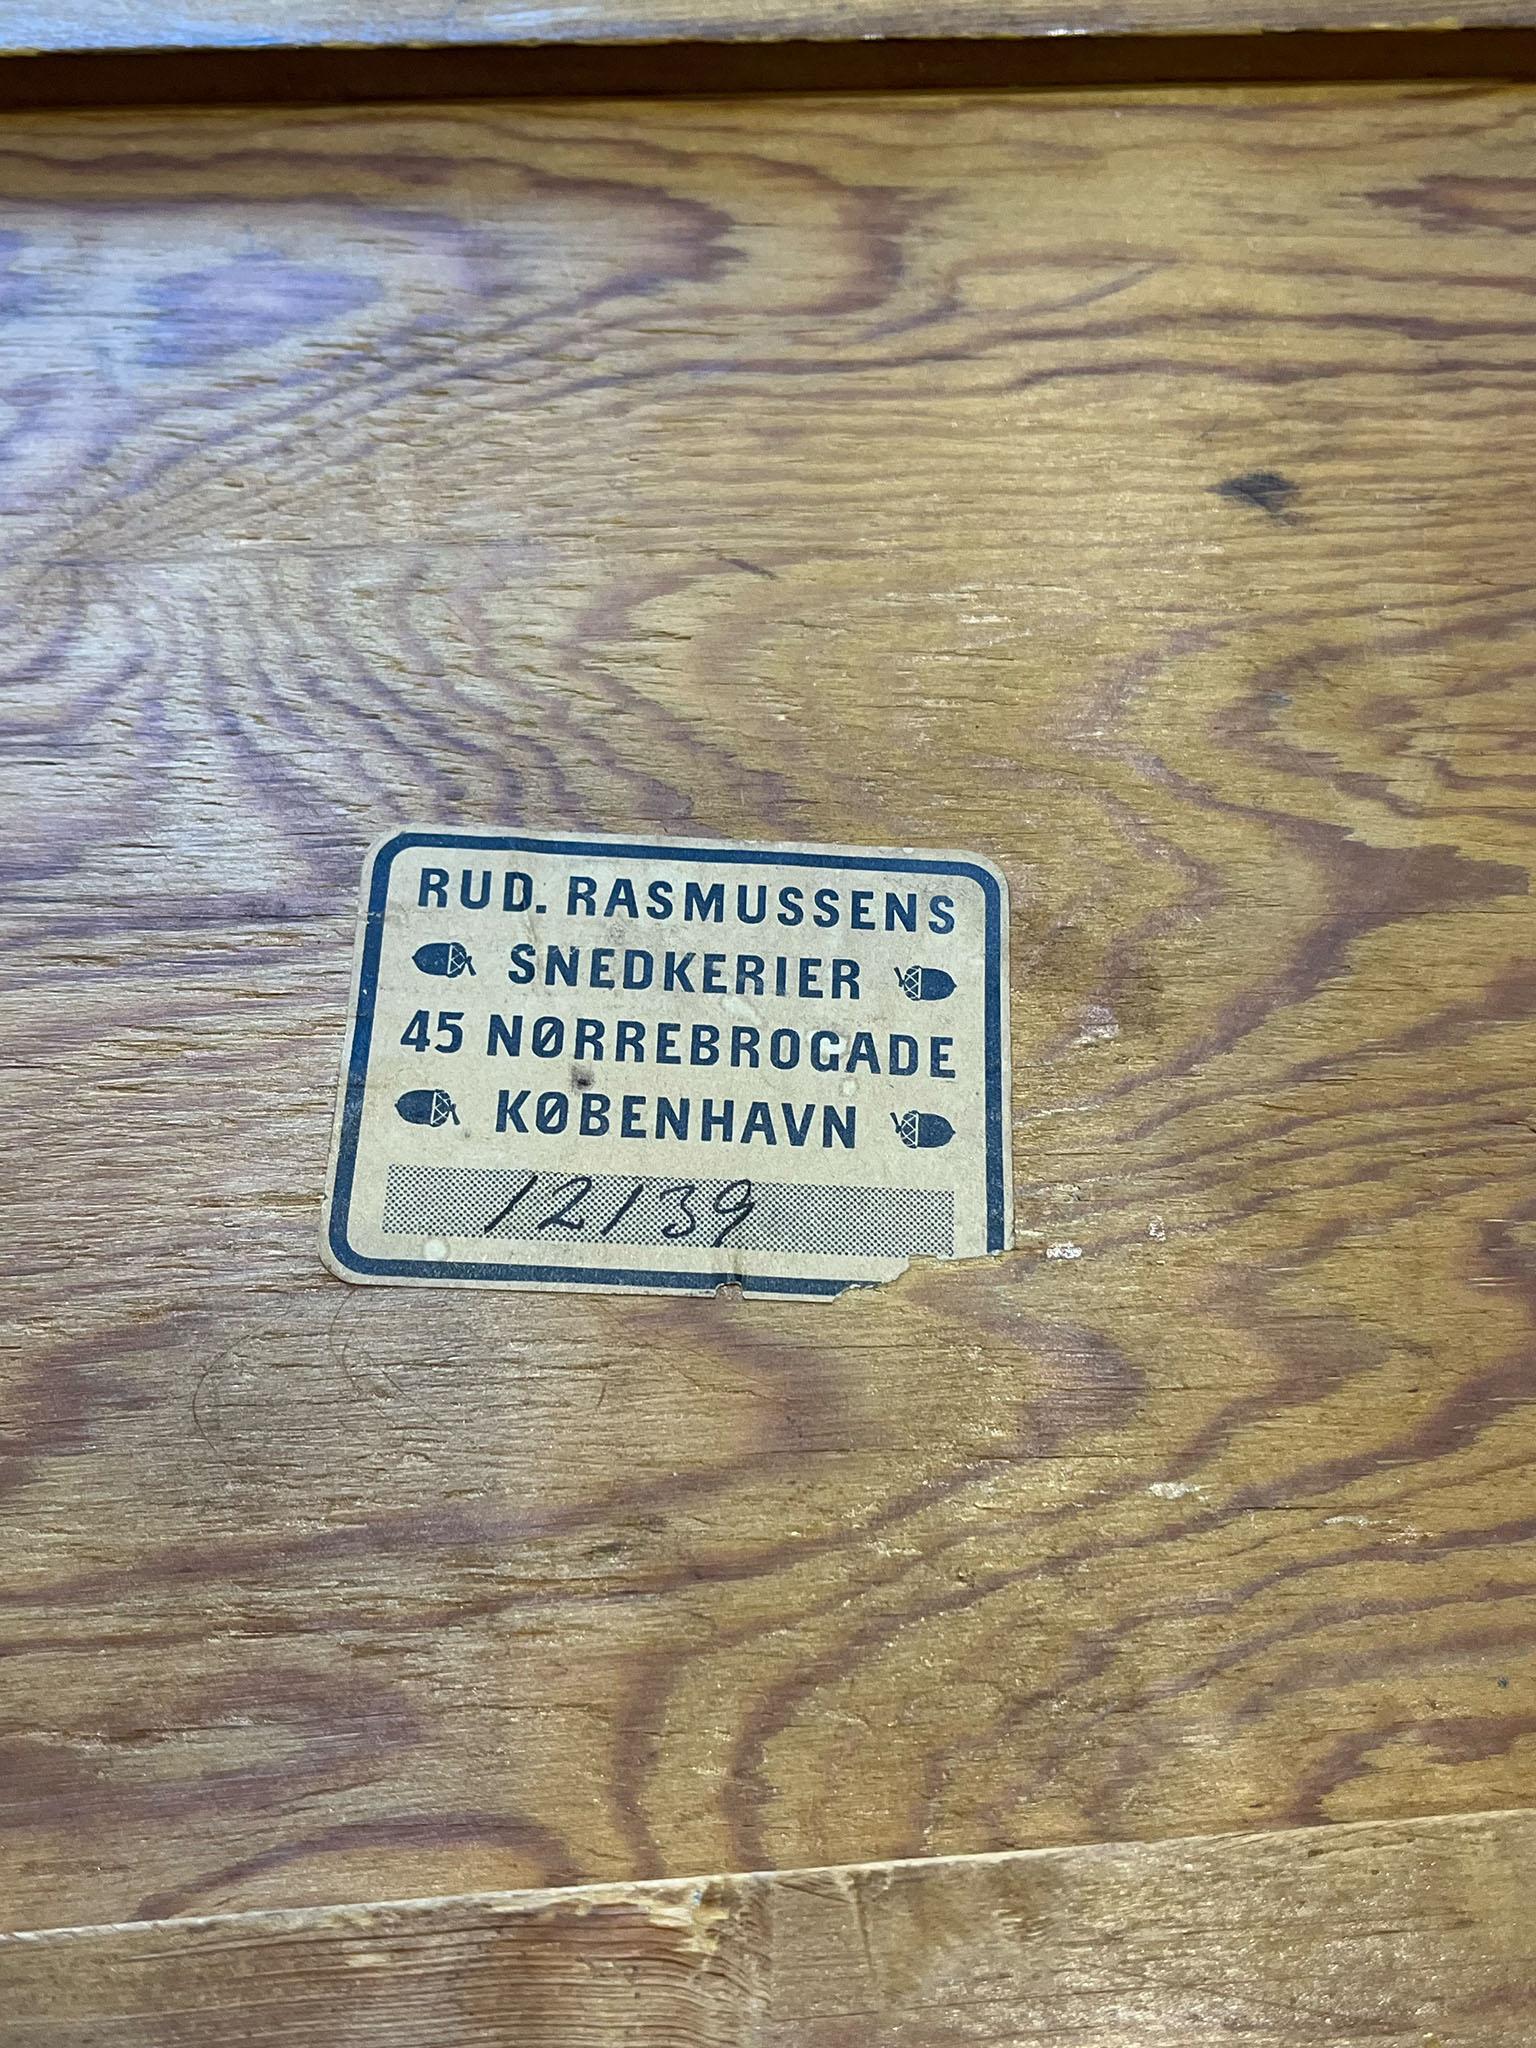 RUD. RASMUSSENS
SNEDKERIER
45 NØRREBROGADE
KØBENHAVN
12139